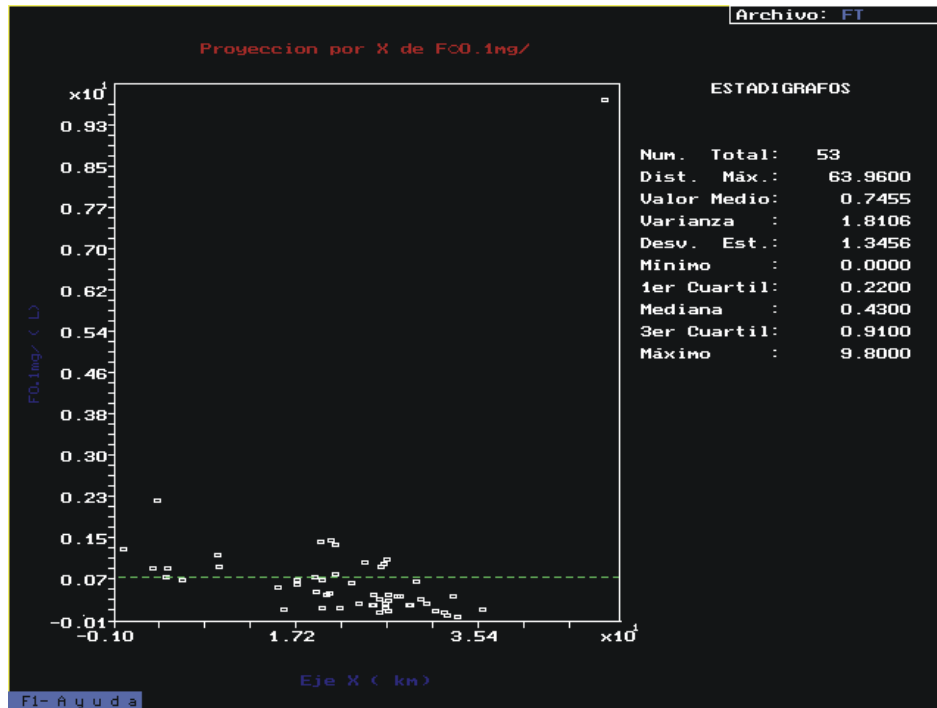 Archivo: FT
Proyeccion por X de F○0.1mg/
ESTADIGRAFOS
Num. Total: 53
Dist. Máx.: 63.9600
Valor Medio: 0.7455
Varianza : 1.8106
Desv. Est.: 1.3456
Mínimo : 0.0000
1er Cuartil: 0.2200
Mediana : 0.4300
3er Cuartil: 0.9100
Máximo : 9.8000
x10¹
0.93
0.85
0.77
0.70
0.62
0.54
0.46
0.38
0.30
0.23
0.15
0.07
-0.01
F0.1mg/ ( L)
-0.10 1.72 3.54 x10¹
Eje X ( km)
F1- A y u d a